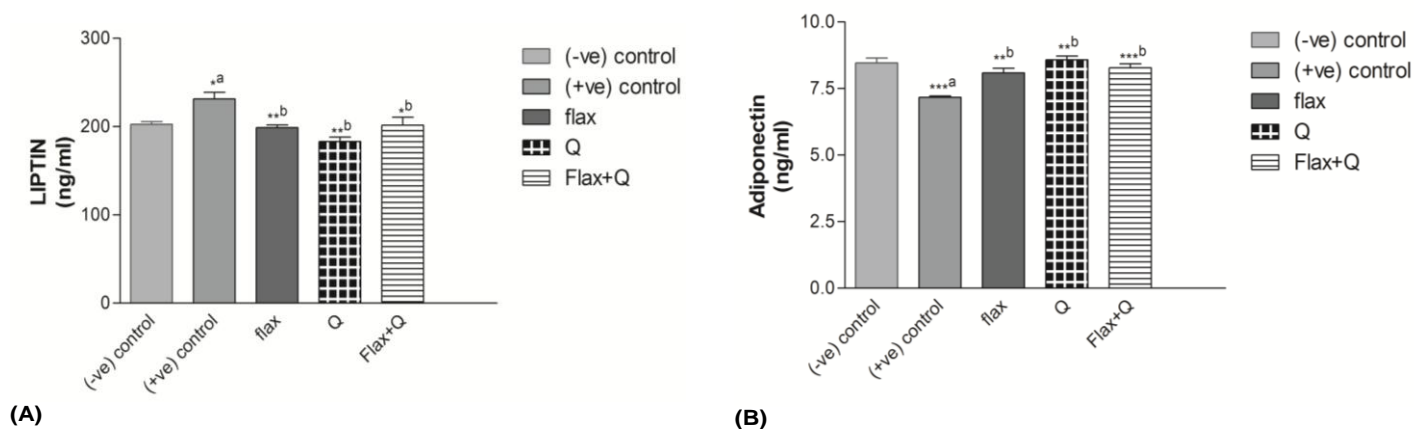 300
200
100
0
LIPTIN
(ng/ml)
*a
**b
**b
*b
(-ve) control
(+ve) control
flax
Q
Flax+Q
(-ve) control
(+ve) control
flax
Q
Flax+Q
(A)
10.0
7.5
5.0
2.5
0.0
Adiponectin
(ng/ml)
***a
**b
**b
***b
(-ve) control
(+ve) control
flax
Q
Flax+Q
(-ve) control
(+ve) control
flax
Q
Flax+Q
(B)